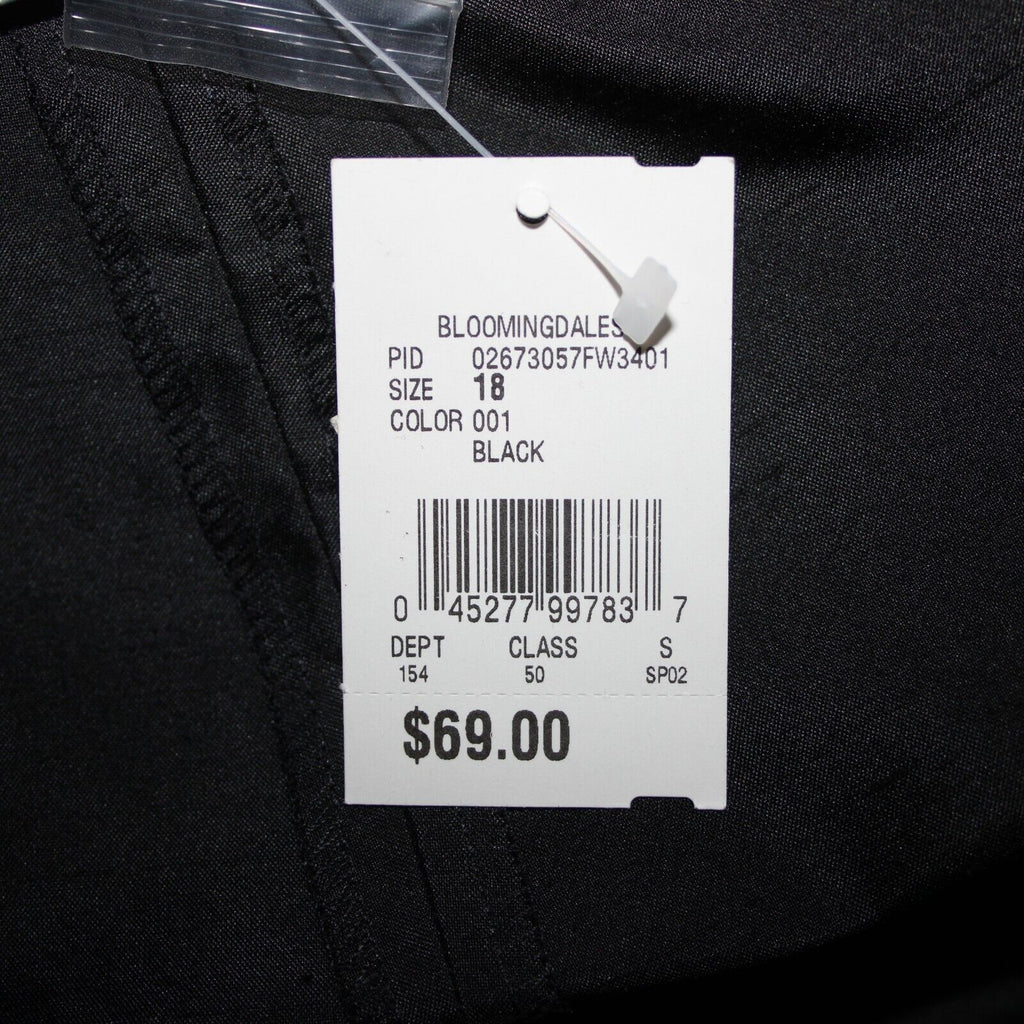 BLOOMINGDALES
PID 02673057FW3401
SIZE 18
COLOR 001
BLACK
0 45277 99783 7
DEPT CLASS S
154 50 SP02
$69.00